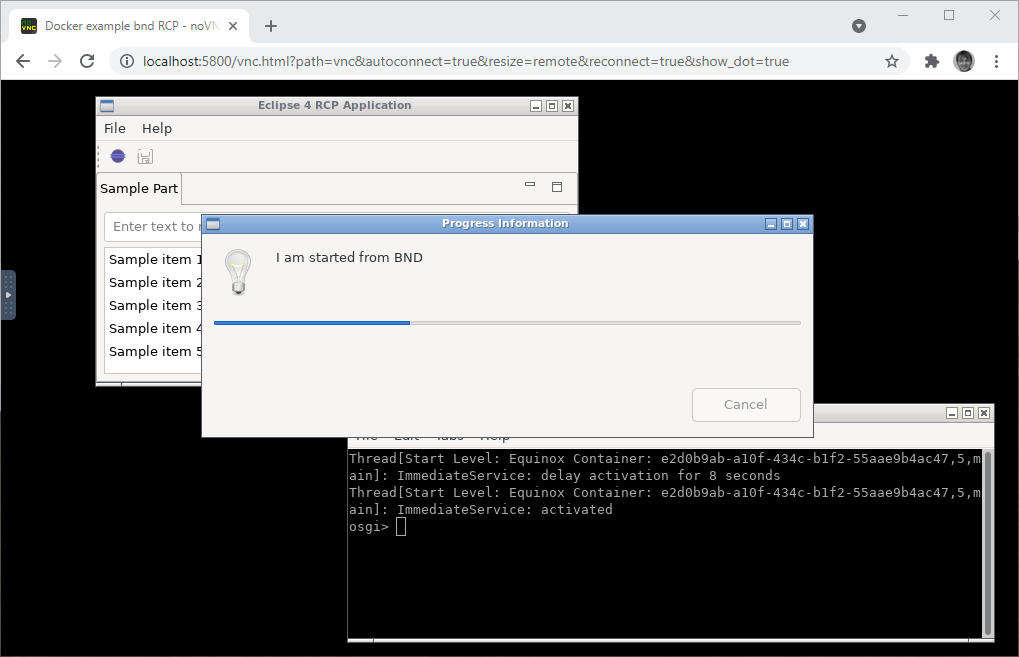 Docker example bnd RCP - noVN
localhost:5800/vnc.html?path=vnc&autoconnect=true&resize=remote&reconnect=true&show_dot=true
Eclipse 4 RCP Application
File Help
Sample Part
Enter text to
Sample item 1
Sample item 2
Sample item 3
Sample item 4
Sample item 5
Progress Information
I am started from BND
Cancel
File Edit Tabs Help
Thread[Start Level: Equinox Container: e2d0b9ab-a10f-434c-b1f2-55aae9b4ac47,5,m
ain]: ImmediateService: delay activation for 8 seconds
Thread[Start Level: Equinox Container: e2d0b9ab-a10f-434c-b1f2-55aae9b4ac47,5,m
ain]: ImmediateService: activated
osgi>